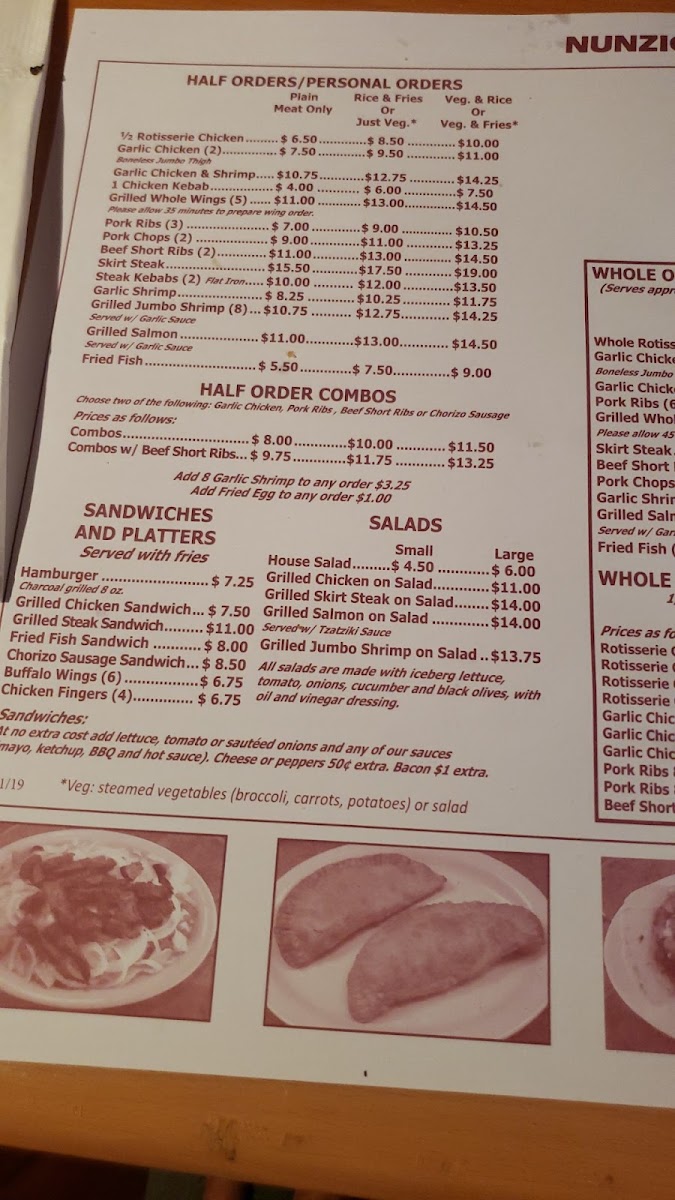 NUNZI
HALF ORDERS/PERSONAL ORDERS
Plain Meat Only
Rice & Fries Or Just Veg.*
Veg. & Rice Or Veg. & Fries*
½ Rotisserie Chicken......... $ 6.50.............$ 8.50 ............. $10.00
Garlic Chicken (2)............. $ 7.50.............$ 9.50 .............$11.00
Boneless Jumbo Thigh
Garlic Chicken & Shrimp..... $10.75............$12.75 .............$14.25
1 Chicken Kebab............... $ 4.00 ........... $ 6.00 .............$ 7.50
Grilled Whole Wings (5) ...... $11.00 ............$13.00.............$14.50
Please allow 35 minutes to prepare wing order.
Pork Ribs (3) ..................... $ 7.00 ............ $ 9.00 ............. $10.50
Pork Chops (2) .................. $ 9.00.............$11.00 ............. $13.25
Beef Short Ribs (2).............$11.00............$13.00 ............. $14.50
Skirt Steak.........................$15.50 ............$17.50 .............$19.00
Steak Kebabs (2) Flat Iron.....$10.00 ........... $12.00 .............$13.50
Garlic Shrimp..................... $ 8.25 ............$10.25.............$11.75
Grilled Jumbo Shrimp (8)... $10.75 .......... $12.75............. $14.25
Served w/ Garlic Sauce
Grilled Salmon ...................$11.00............$13.00............ $14.50
Served w/ Garlic Sauce
Fried Fish...........................$ 5.50.............$ 7.50..............$ 9.00
HALF ORDER COMBOS
Choose two of the following: Garlic Chicken, Pork Ribs , Beef Short Ribs or Chorizo Sausage
Prices as follows:
Combos..............................$ 8.00.............$10.00 ............. $11.50
Combos w/ Beef Short Ribs... $ 9.75.............$11.75 ............. $13.25
Add 8 Garlic Shrimp to any order $3.25
Add Fried Egg to any order $1.00
SANDWICHES
AND PLATTERS
Served with fries
Hamburger .......................... $ 7.25
Charcoal grilled 8 oz.
Grilled Chicken Sandwich... $ 7.50
Grilled Steak Sandwich.........$11.00
Fried Fish Sandwich ........... $ 8.00
Chorizo Sausage Sandwich... $ 8.50
Buffalo Wings (6) ................. $ 6.75
Chicken Fingers (4).............. $ 6.75
SALADS
Small Large
House Salad.........$ 4.50 ............$ 6.00
Grilled Chicken on Salad............$11.00
Grilled Skirt Steak on Salad........$14.00
Grilled Salmon on Salad .............$14.00
Served w/ Tzatziki Sauce
Grilled Jumbo Shrimp on Salad ..$13.75
All salads are made with iceberg lettuce,
tomato, onions, cucumber and black olives, with
oil and vinegar dressing.
Sandwiches:
At no extra cost add lettuce, tomato or sautéed onions and any of our sauces
mayo, ketchup, BBQ and hot sauce). Cheese or peppers 50¢ extra. Bacon $1 extra.
1/19
*Veg: steamed vegetables (broccoli, carrots, potatoes) or salad
WHOLE O
(Serves appr
Whole Rotiss
Garlic Chick
Boneless Jumbo
Garlic Chick
Pork Ribs (6
Grilled Whol
Please allow 45
Skirt Steak
Beef Short
Pork Chops
Garlic Shrim
Grilled Salm
Served w/ Gar
Fried Fish (
WHOLE
Prices as fo
Rotisserie
Rotisserie
Rotisserie
Rotisserie
Garlic Chic
Garlic Chic
Garlic Chic
Pork Ribs
Pork Ribs
Beef Short